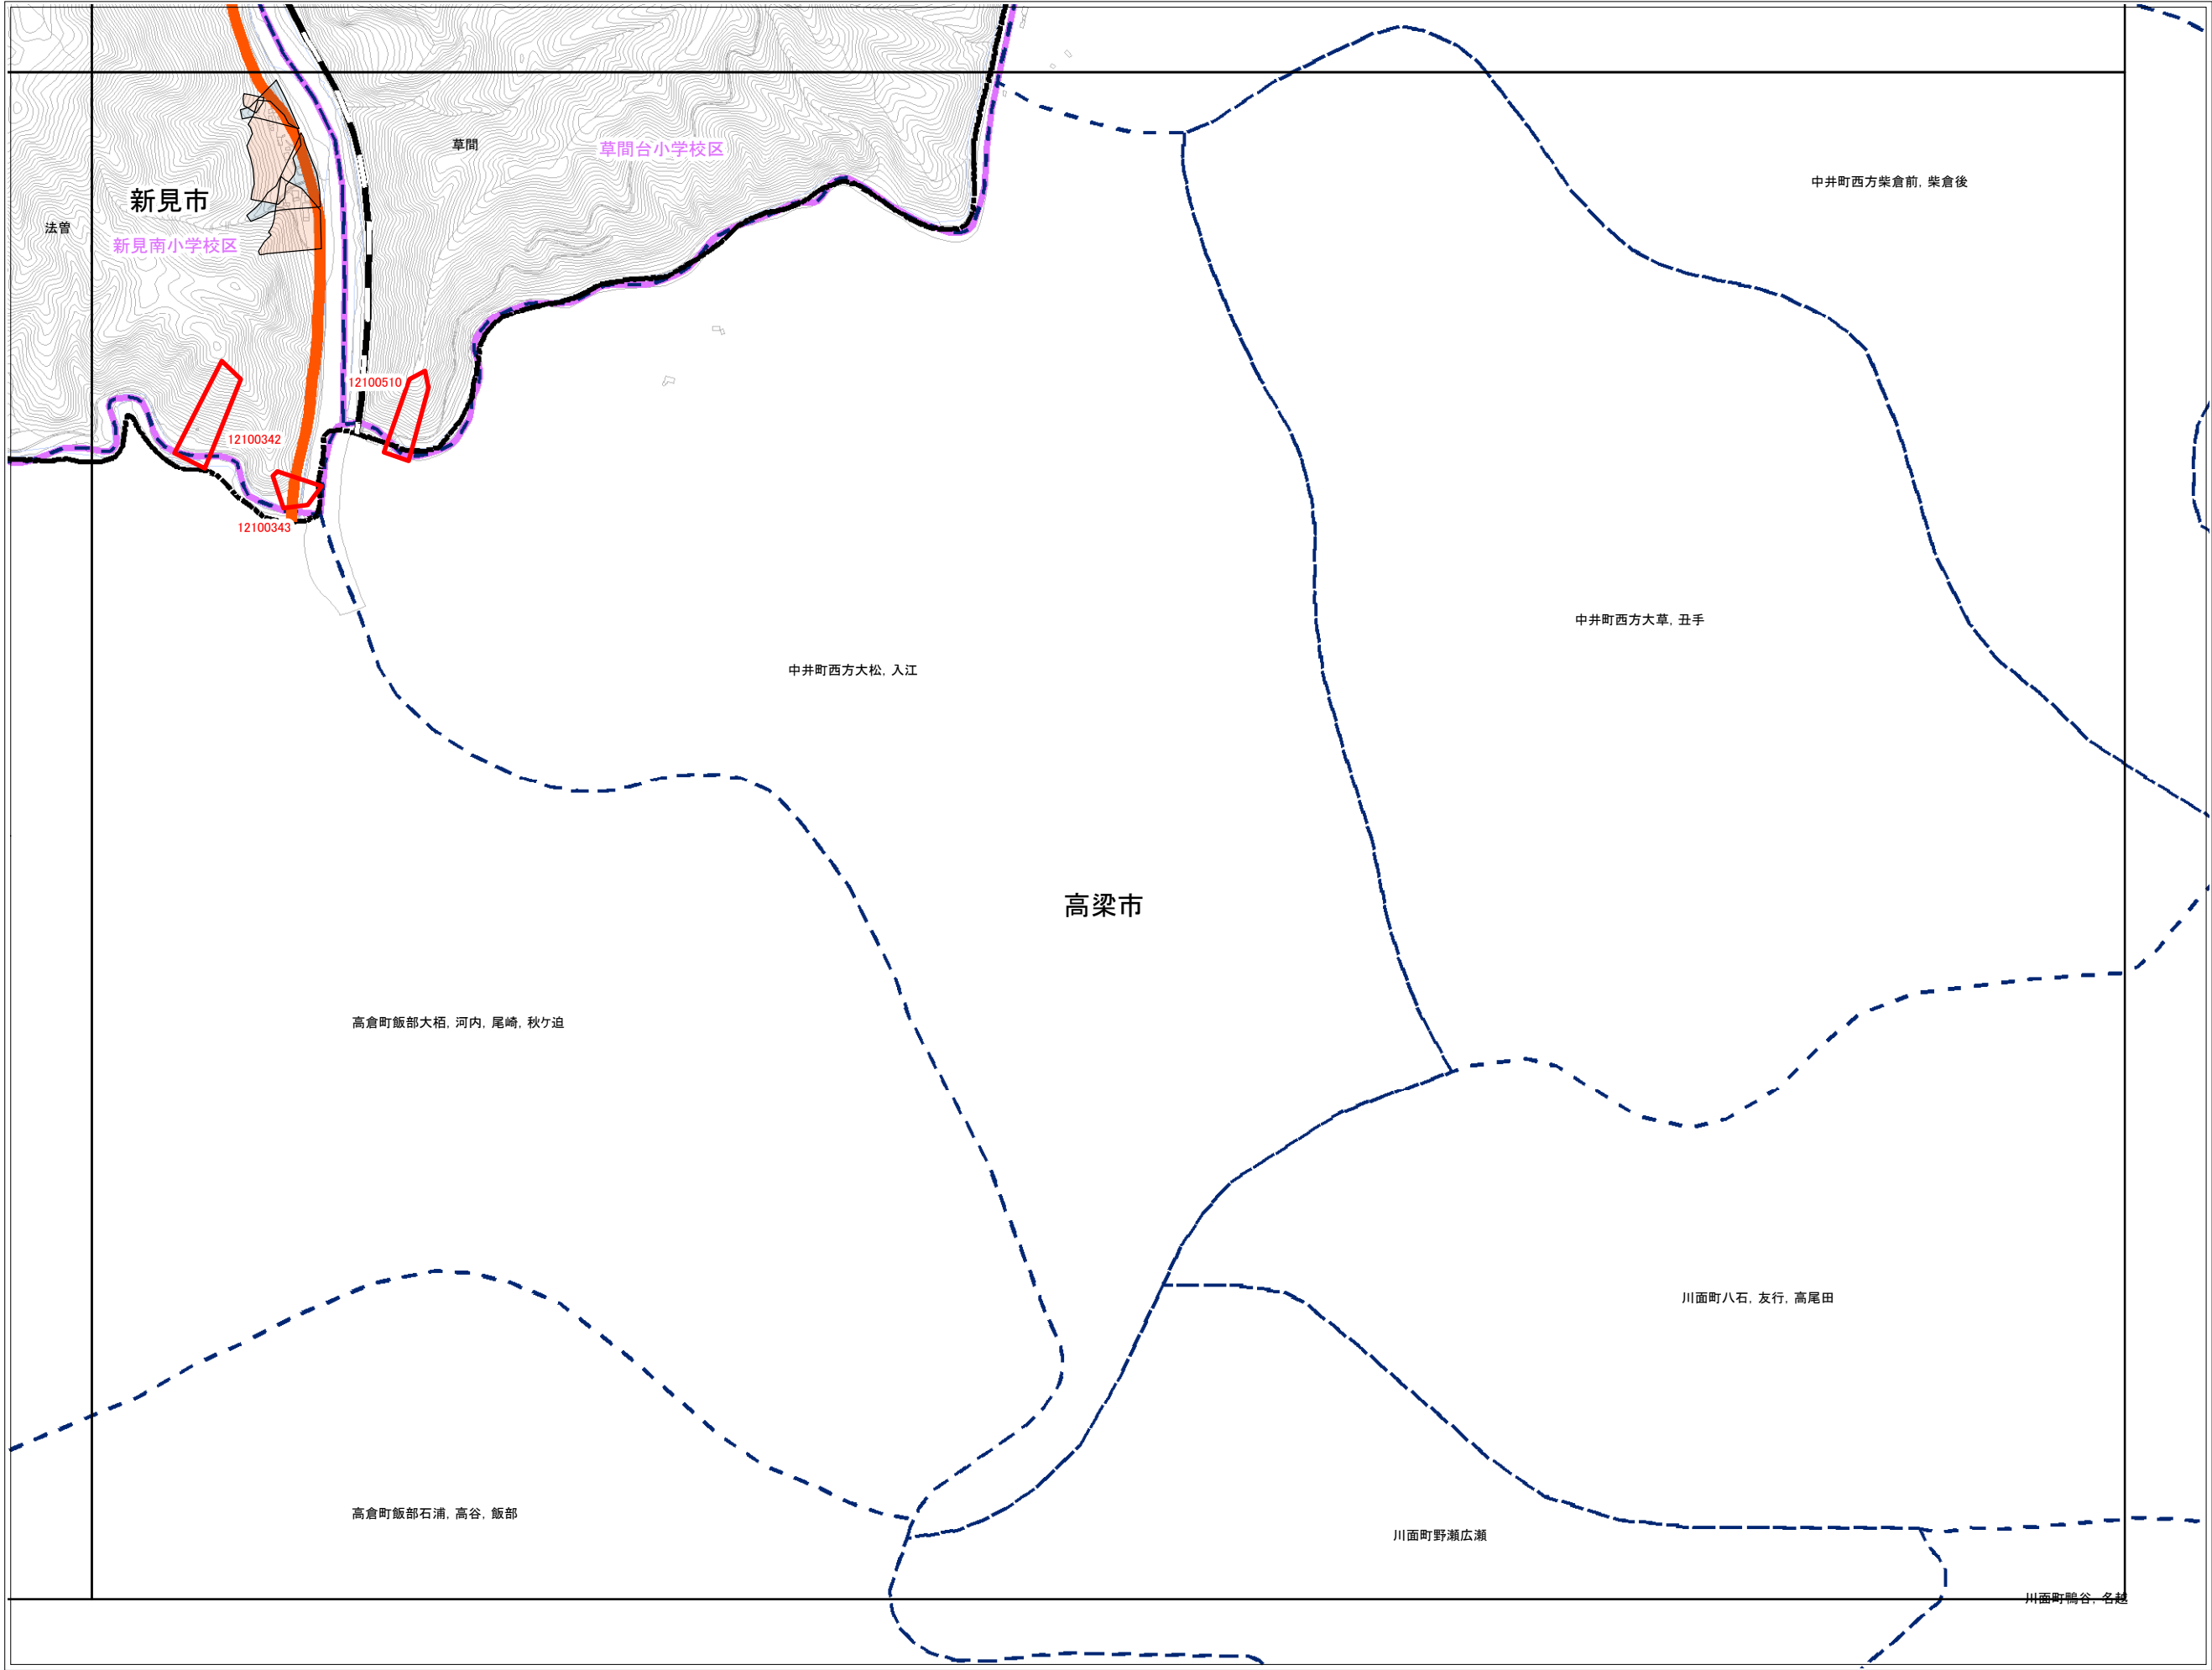 草間
草間台小学校区
中井町西方柴倉前, 柴倉後
新見市
法曽
新見南小学校区
12100510
12100342
12100343
中井町西方大草, 丑手
中井町西方大松, 入江
高梁市
高倉町飯部大栢, 河内, 尾崎, 秋ケ迫
川面町八石, 友行, 高尾田
高倉町飯部石浦, 高谷, 飯部
川面町野瀬広瀬
川面町鴨谷, 名越